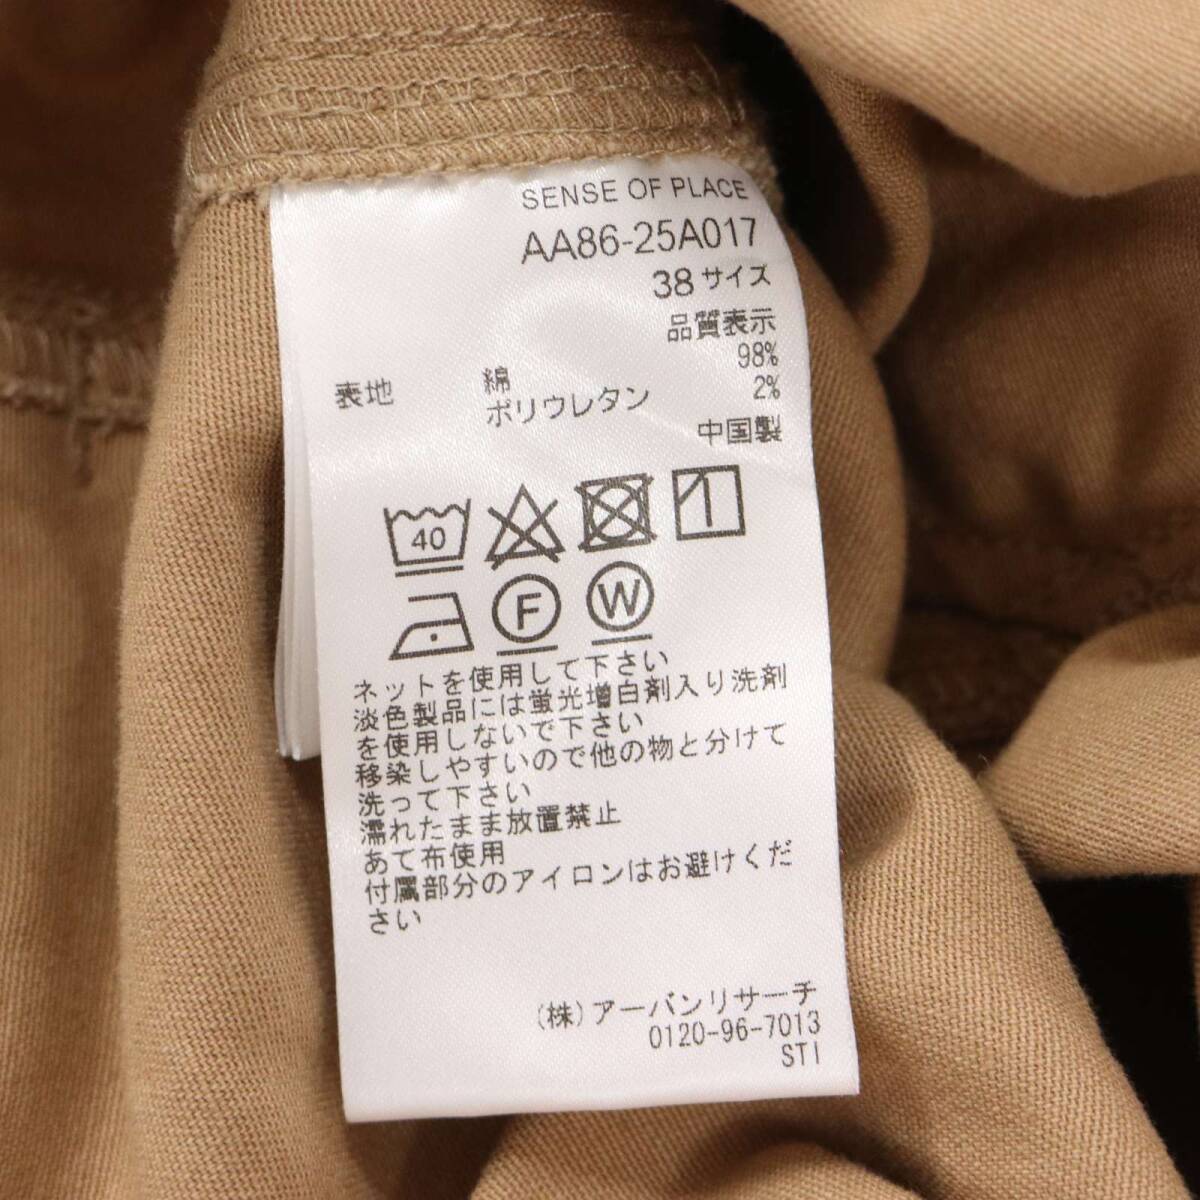 SENSE OF PLACE
AA86-25A017
38サイズ
品質表示
表地 綿 98%
ポリウレタン 2%
中国製
40
F W
ネットを使用して下さい
淡色製品には蛍光増白剤入り洗剤
を使用しないで下さい
移染しやすいので他の物と分けて
洗って下さい
濡れたまま放置禁止
あて布使用
付属部分のアイロンはお避けくだ
さい
(株)アーバンリサーチ
0120-96-7013
STI